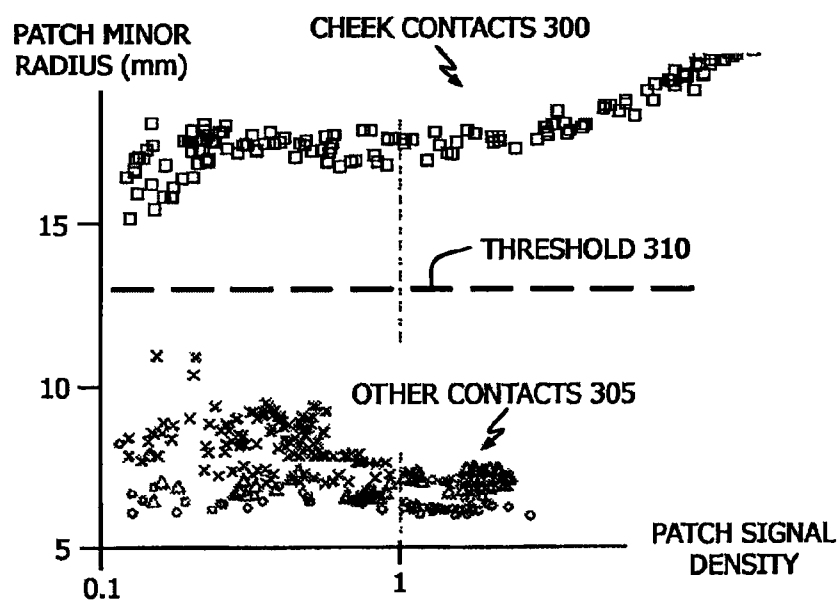 PATCH MINOR
RADIUS (mm)
CHEEK CONTACTS 300
15
THRESHOLD 310
10
OTHER CONTACTS 305
5
PATCH SIGNAL
DENSITY
0.1
1